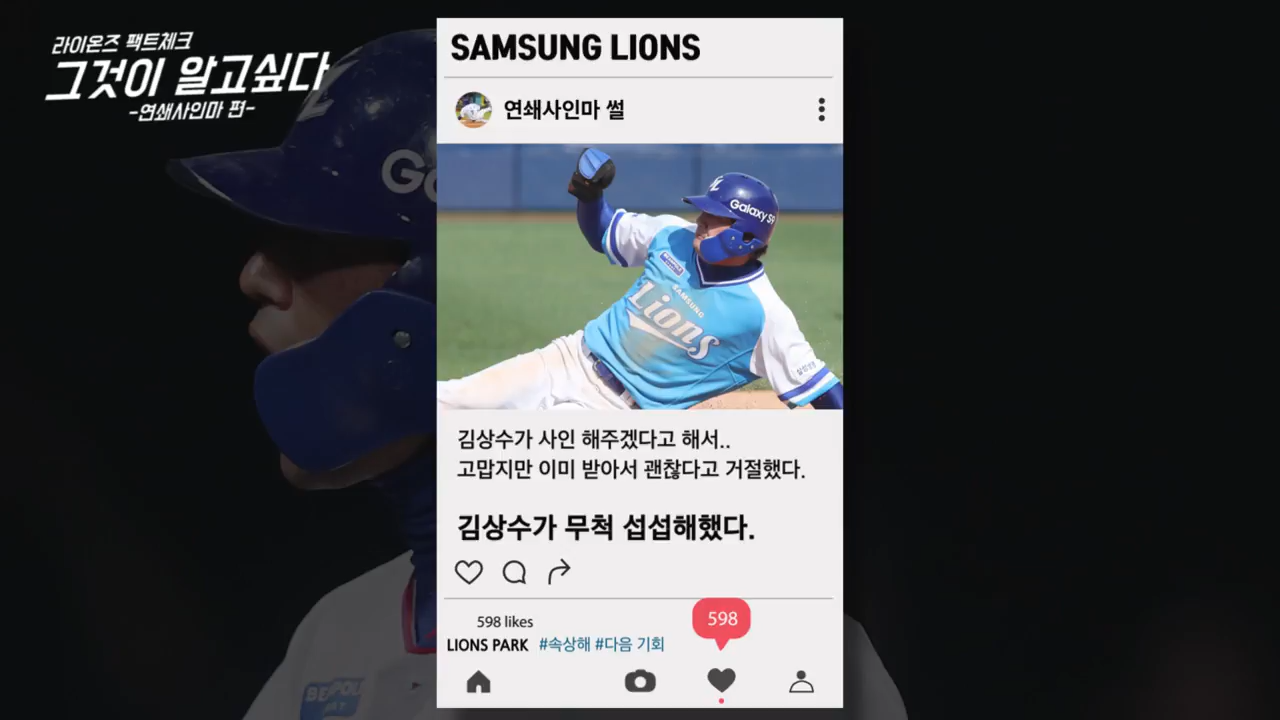 라이온즈 팩트체크
그것이 알고싶다
-연쇄사인마 편-
SAMSUNG LIONS
연쇄사인마 썰
Galaxy S9
SAMSUNG
Lions
김상수가 사인 해주겠다고 해서..
고맙지만 이미 받아서 괜찮다고 거절했다.
김상수가 무척 섭섭해했다.
598 likes
598
LIONS PARK #속상해 #다음 기회